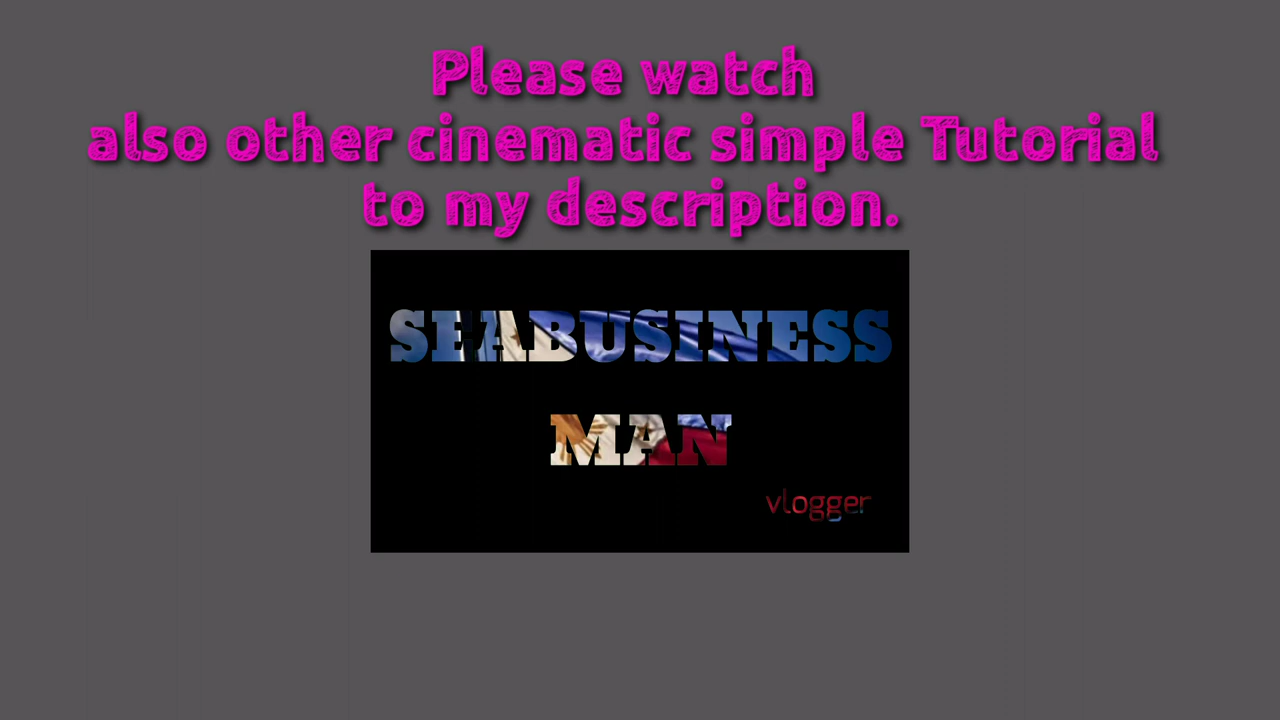 Please watch
also other cinematic simple Tutorial
to my description.
SEABUSINESS
MAN
vlogger